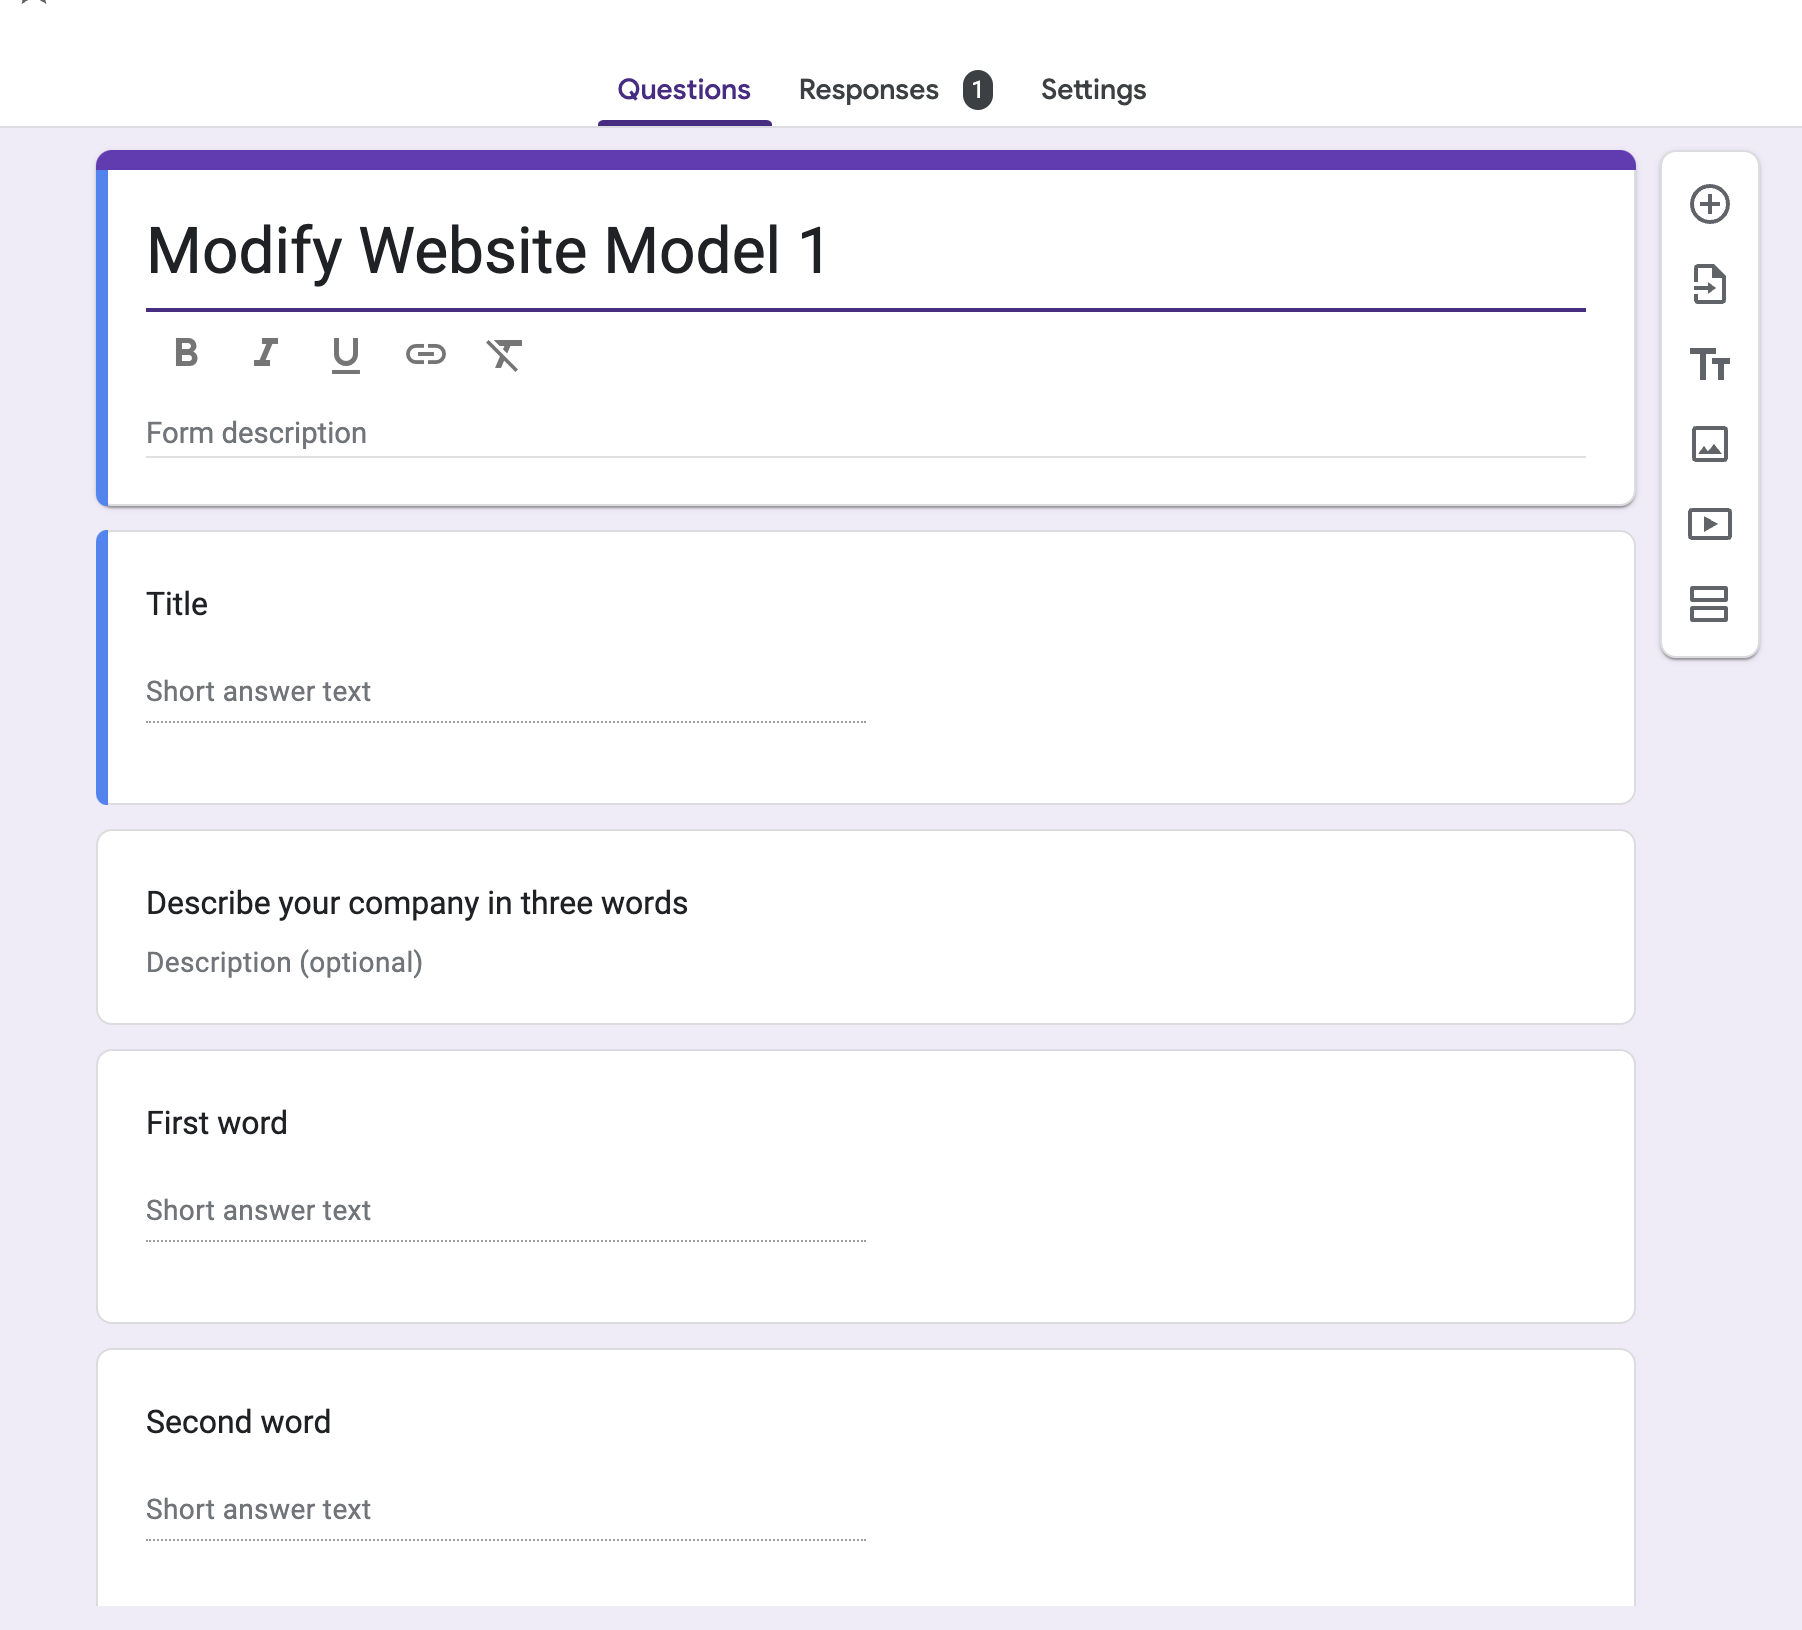 Questions
Responses 1
Settings
Modify Website Model 1
B I U
Form description
Title
Short answer text
Describe your company in three words
Description (optional)
First word
Short answer text
Second word
Short answer text